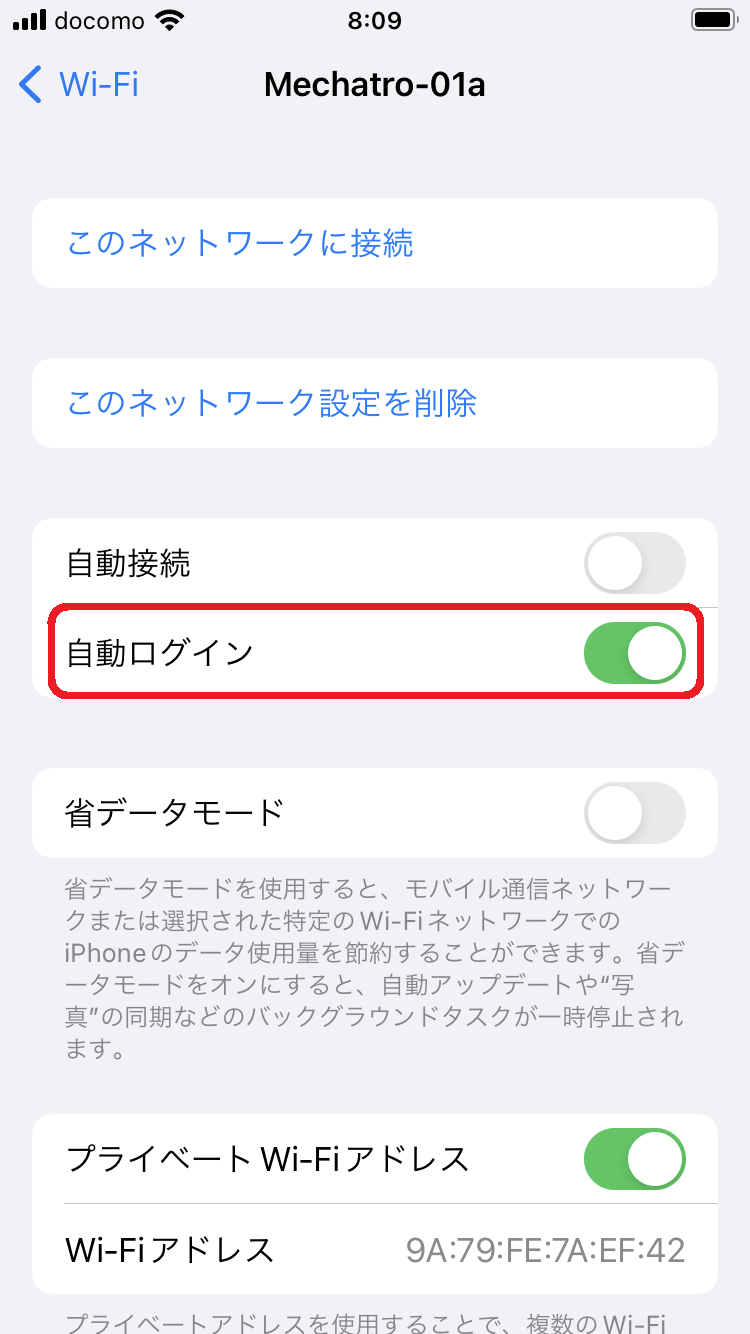 docomo 8:09
Wi-Fi Mechatro-01a
このネットワークに接続
このネットワーク設定を削除
自動接続
自動ログイン
省データモード
省データモードを使用すると、モバイル通信ネットワー
クまたは選択された特定のWi-Fiネットワークでの
iPhoneのデータ使用量を節約することができます。省デ
ータモードをオンにすると、自動アップデートや“写
真”の同期などのバックグラウンドタスクが一時停止され
ます。
プライベートWi-Fiアドレス
Wi-Fiアドレス 9A:79:FE:7A:EF:42
プライベートアドレスを使用することで、複数のWi-Fi